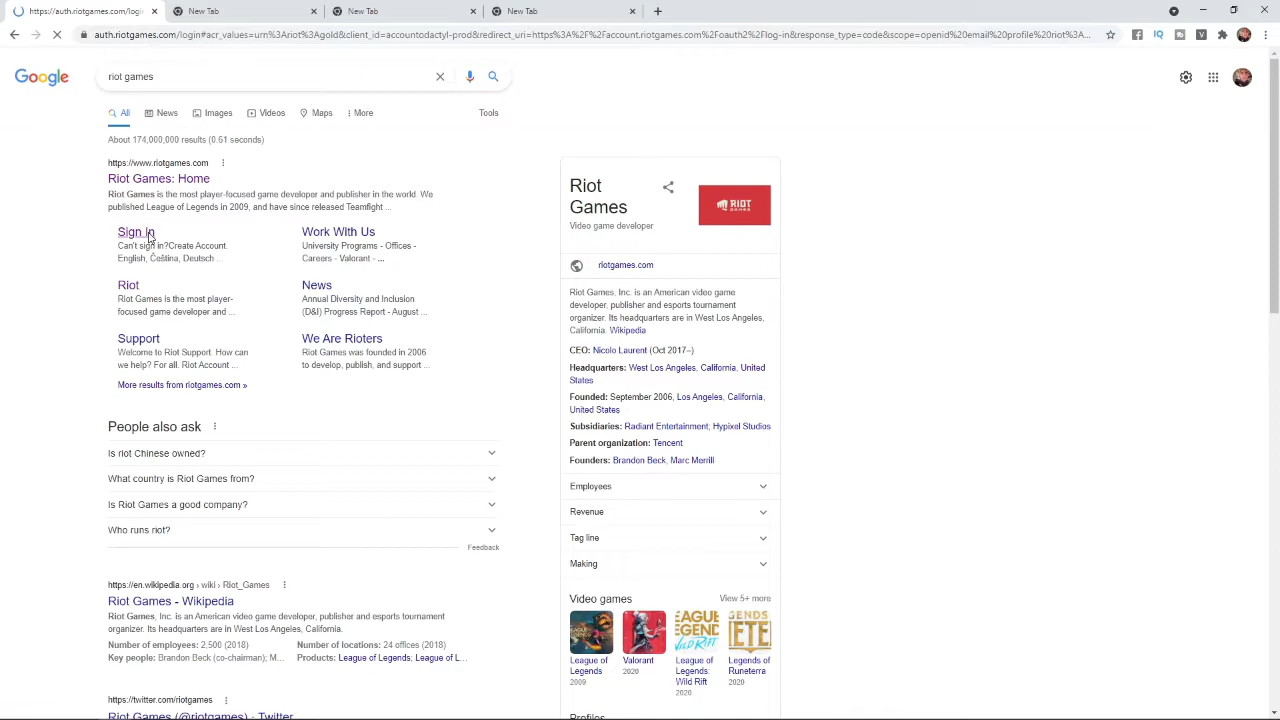 https://auth.riotgames.com/logi
New Tab
New Tab
New Tab
auth.riotgames.com/login#acr_values=urn%3Ariot%3Agold&client_id=accountodactyl-prod&redirect_uri=https%3A%2F%2Faccount.riotgames.com%2Foauth2%2Flog-in&response_type=code&scope=openid email profile riot%3A...
Google
riot games
All
News
Images
Videos
Maps
More
Tools
About 174,000,000 results (0.61 seconds)
https://www.riotgames.com
Riot Games: Home
Riot Games is the most player-focused game developer and publisher in the world. We
published League of Legends in 2009, and have since released Teamfight ...
Sign in
Can't sign in?Create Account.
English, Čeština, Deutsch ...
Work With Us
University Programs - Offices -
Careers - Valorant - ...
Riot
Riot Games is the most player-
focused game developer and ...
News
Annual Diversity and Inclusion
(D&I) Progress Report - August ...
Support
Welcome to Riot Support. How can
we help? For all. Riot Account ...
We Are Rioters
Riot Games was founded in 2006
to develop, publish, and support ...
More results from riotgames.com »
People also ask
Is riot Chinese owned?
What country is Riot Games from?
Is Riot Games a good company?
Who runs riot?
Feedback
https://en.wikipedia.org › wiki › Riot_Games
Riot Games - Wikipedia
Riot Games, Inc. is an American video game developer, publisher and esports tournament
organizer. Its headquarters are in West Los Angeles, California.
Number of employees: 2,500 (2018)
Number of locations: 24 offices (2018)
Key people: Brandon Beck (co-chairman); M...
Products: League of Legends; League of L...
https://twitter.com/riotgames
Riot Games (@riotgames) · Twitter
Riot
Games
Video game developer
RIOT
GAMES
riotgames.com
Riot Games, Inc. is an American video game
developer, publisher and esports tournament
organizer. Its headquarters are in West Los Angeles,
California. Wikipedia
CEO: Nicolo Laurent (Oct 2017–)
Headquarters: West Los Angeles, California, United
States
Founded: September 2006, Los Angeles, California,
United States
Subsidiaries: Radiant Entertainment; Hypixel Studios
Parent organization: Tencent
Founders: Brandon Beck, Marc Merrill
Employees
Revenue
Tag line
Making
Video games
View 5+ more
League of
Legends
2009
Valorant
2020
League of
Legends:
Wild Rift
2020
Legends of
Runeterra
2020
Profiles